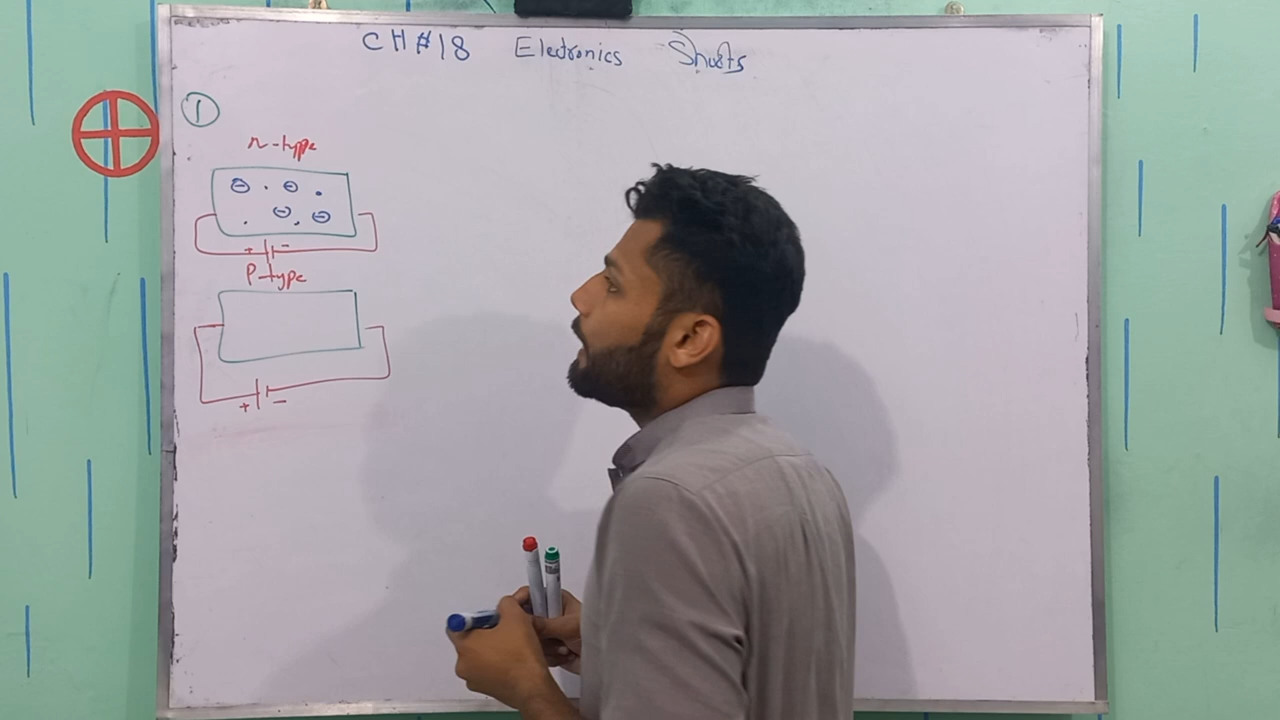 CH#18 Electronics Shorts
1
n-type
+ -
P-type
+ -